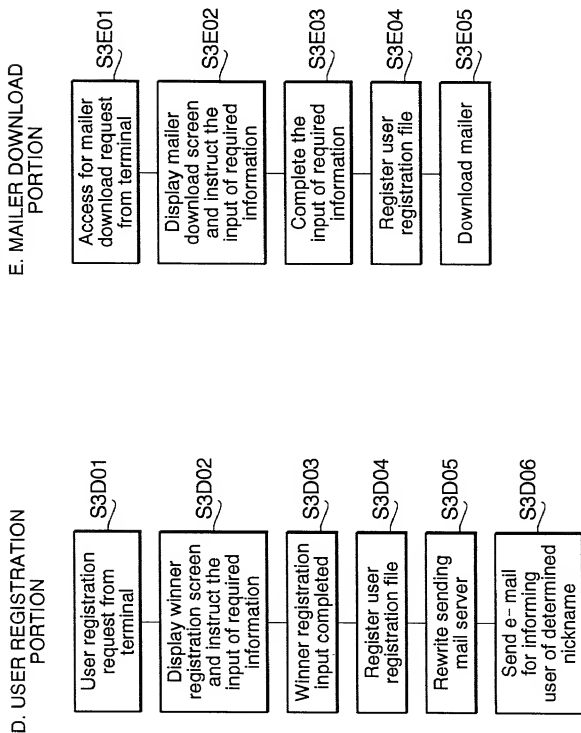 D. USER REGISTRATION
PORTION
S3D01
User registration
request from
terminal
S3D02
Display winner
registration screen
and instruct the
input of required
information
S3D03
Winner registration
input completed
S3D04
Register user
registration file
S3D05
Rewrite sending
mail server
S3D06
Send e-mail
for informing
user of determined
nickname
E. MAILER DOWNLOAD
PORTION
S3E01
Access for mailer
download request
from terminal
S3E02
Display mailer
download screen
and instruct the
input of required
information
S3E03
Complete the
input of required
information
S3E04
Register user
registration file
S3E05
Download mailer